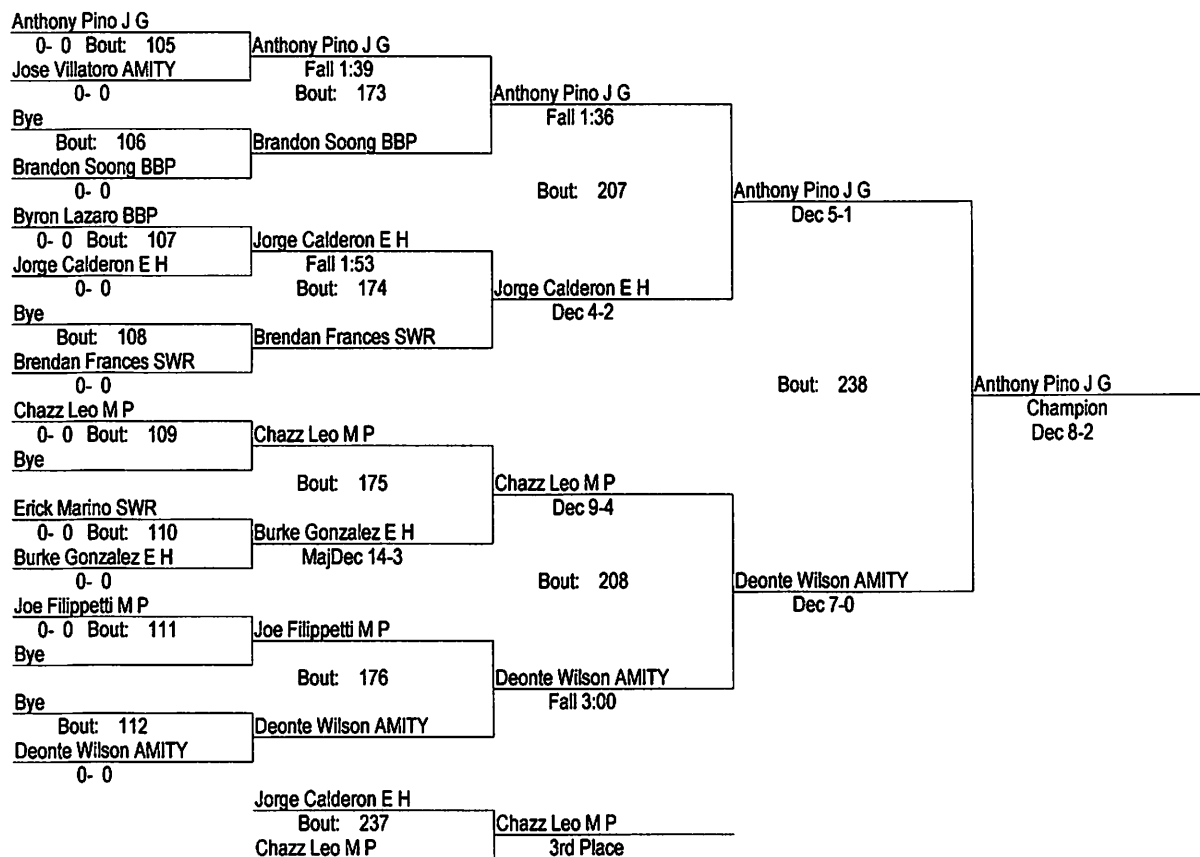 Anthony Pino J G
0- 0 Bout: 105
Jose Villatoro AMITY
0- 0
Bye
Bout: 106
Brandon Soong BBP
0- 0
Byron Lazaro BBP
0- 0 Bout: 107
Jorge Calderon E H
0- 0
Bye
Bout: 108
Brendan Frances SWR
0- 0
Chazz Leo M P
0- 0 Bout: 109
Bye
Erick Marino SWR
0- 0 Bout: 110
Burke Gonzalez E H
0- 0
Joe Filippetti M P
0- 0 Bout: 111
Bye
Bye
Bout: 112
Deonte Wilson AMITY
0- 0
Anthony Pino J G
Fall 1:39
Bout: 173
Brandon Soong BBP
Jorge Calderon E H
Fall 1:53
Bout: 174
Brendan Frances SWR
Chazz Leo M P
Bout: 175
Burke Gonzalez E H
MajDec 14-3
Joe Filippetti M P
Bout: 176
Deonte Wilson AMITY
Anthony Pino J G
Fall 1:36
Bout: 207
Jorge Calderon E H
Dec 4-2
Chazz Leo M P
Dec 9-4
Bout: 208
Deonte Wilson AMITY
Fall 3:00
Anthony Pino J G
Dec 5-1
Bout: 238
Deonte Wilson AMITY
Dec 7-0
Anthony Pino J G
Champion
Dec 8-2
Jorge Calderon E H
Bout: 237
Chazz Leo M P
Chazz Leo M P
3rd Place